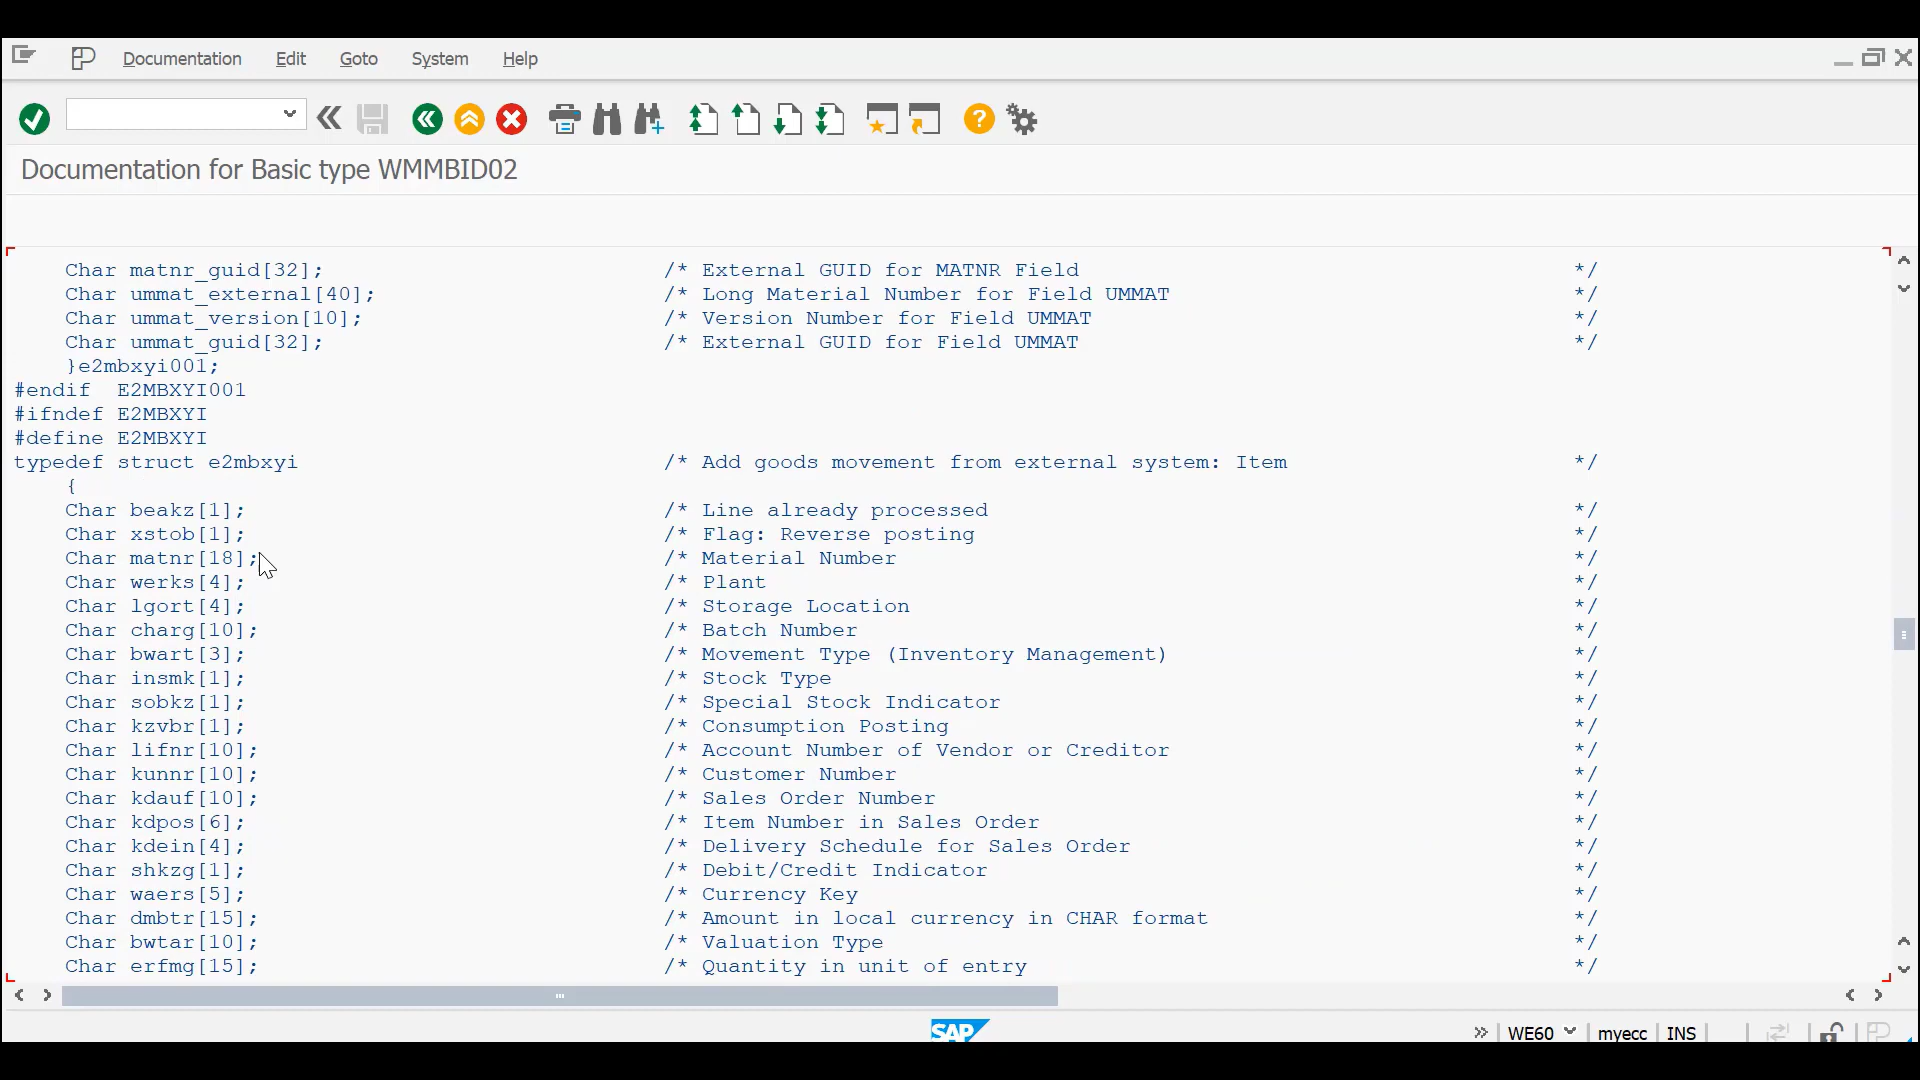 Documentation Edit Goto System Help
Documentation for Basic type WMMBID02
Char matnr_guid[32]; /* External GUID for MATNR Field */
Char ummat_external[40]; /* Long Material Number for Field UMMAT */
Char ummat_version[10]; /* Version Number for Field UMMAT */
Char ummat_guid[32]; /* External GUID for Field UMMAT */
}e2mbxyi001;
#endif E2MBXYI001
#ifndef E2MBXYI
#define E2MBXYI
typedef struct e2mbxyi /* Add goods movement from external system: Item */
{
Char beakz[1]; /* Line already processed */
Char xstob[1]; /* Flag: Reverse posting */
Char matnr[18]; /* Material Number */
Char werks[4]; /* Plant */
Char lgort[4]; /* Storage Location */
Char charg[10]; /* Batch Number */
Char bwart[3]; /* Movement Type (Inventory Management) */
Char insmk[1]; /* Stock Type */
Char sobkz[1]; /* Special Stock Indicator */
Char kzvbr[1]; /* Consumption Posting */
Char lifnr[10]; /* Account Number of Vendor or Creditor */
Char kunnr[10]; /* Customer Number */
Char kdauf[10]; /* Sales Order Number */
Char kdpos[6]; /* Item Number in Sales Order */
Char kdein[4]; /* Delivery Schedule for Sales Order */
Char shkzg[1]; /* Debit/Credit Indicator */
Char waers[5]; /* Currency Key */
Char dmbtr[15]; /* Amount in local currency in CHAR format */
Char bwtar[10]; /* Valuation Type */
Char erfmg[15]; /* Quantity in unit of entry */
SAP
WE60 myecc INS